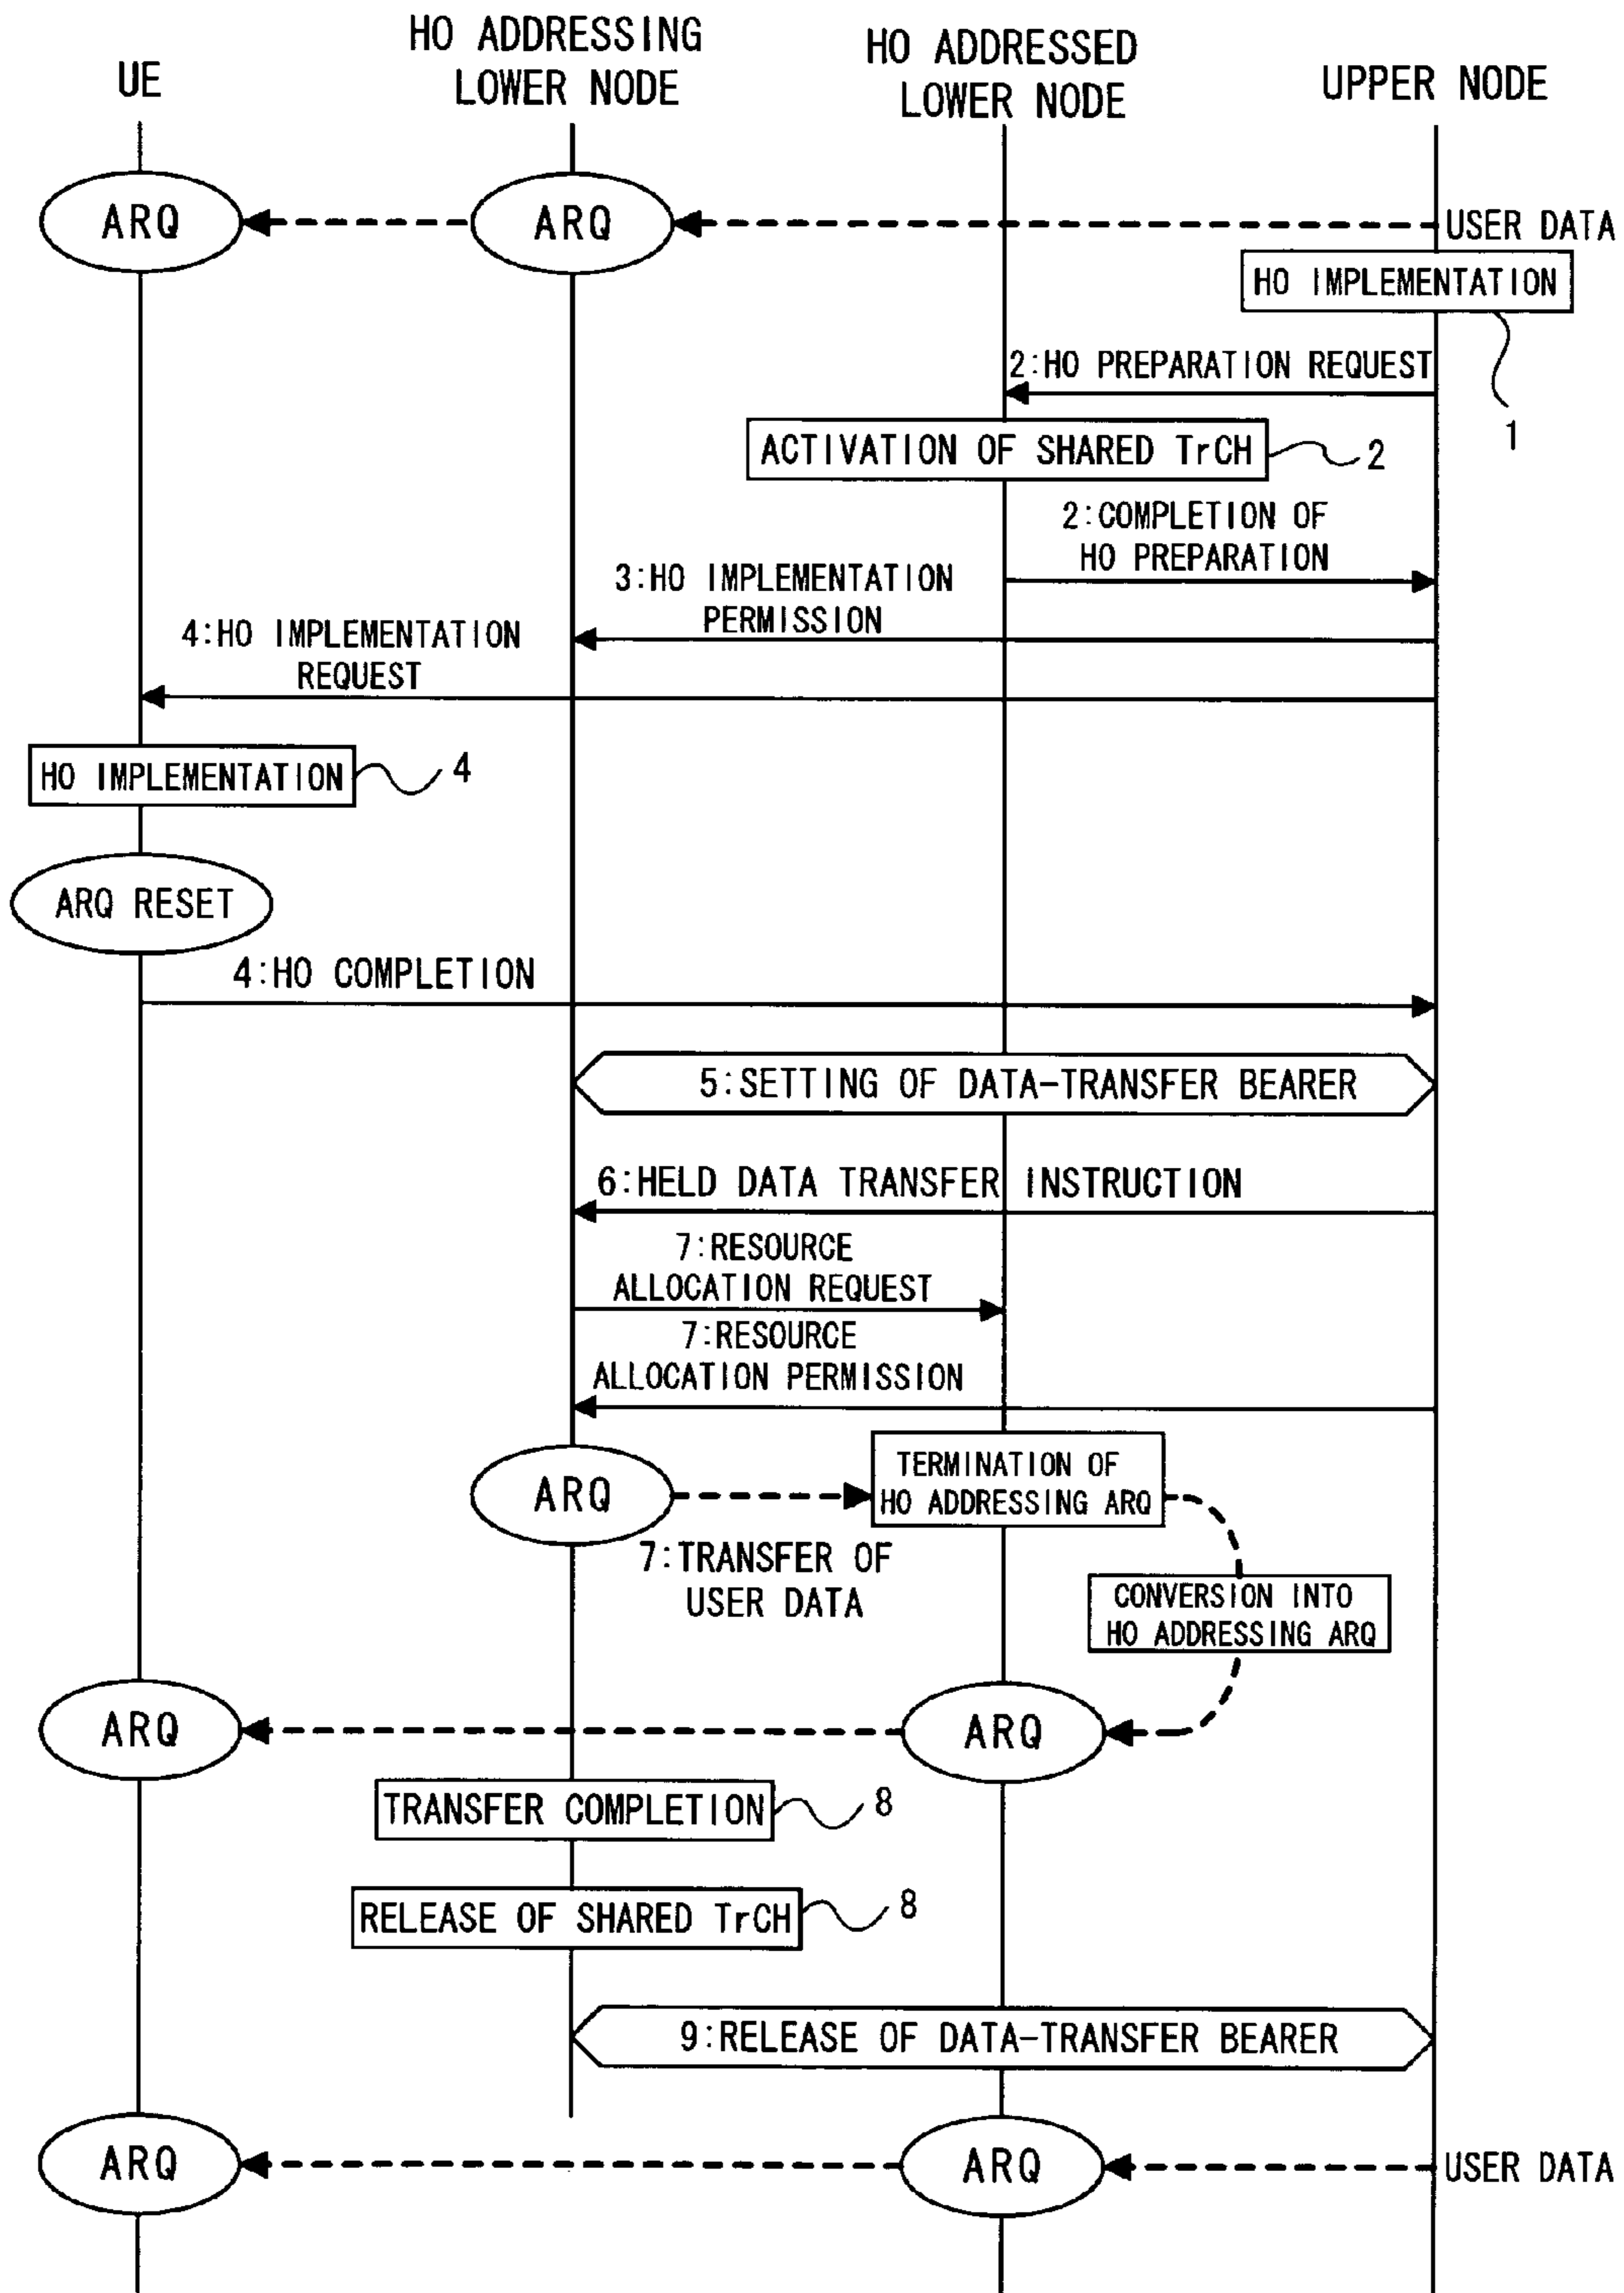 UE
HO ADDRESSING
LOWER NODE
HO ADDRESSED
LOWER NODE
UPPER NODE
ARQ
ARQ
USER DATA
HO IMPLEMENTATION
1
2:HO PREPARATION REQUEST
ACTIVATION OF SHARED TrCH
2
2:COMPLETION OF
HO PREPARATION
3:HO IMPLEMENTATION
PERMISSION
4:HO IMPLEMENTATION
REQUEST
HO IMPLEMENTATION
4
ARQ RESET
4:HO COMPLETION
5:SETTING OF DATA-TRANSFER BEARER
6:HELD DATA TRANSFER INSTRUCTION
7:RESOURCE
ALLOCATION REQUEST
7:RESOURCE
ALLOCATION PERMISSION
ARQ
TERMINATION OF
HO ADDRESSING ARQ
7:TRANSFER OF
USER DATA
CONVERSION INTO
HO ADDRESSING ARQ
ARQ
ARQ
TRANSFER COMPLETION
8
RELEASE OF SHARED TrCH
8
9:RELEASE OF DATA-TRANSFER BEARER
ARQ
ARQ
USER DATA